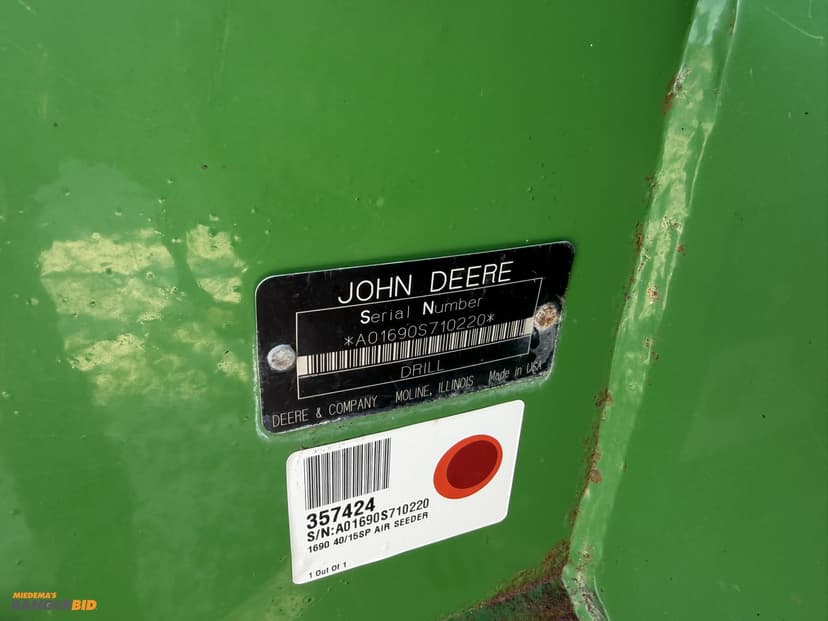 JOHN DEERE
Serial Number
*A01690S710220*
DRILL
DEERE & COMPANY MOLINE, ILLINOIS Made in USA
357424
S/N:A01690S710220
1690 40/15SP AIR SEEDER
1 Out Of 1
MIEDEMA'S
RANGERBID